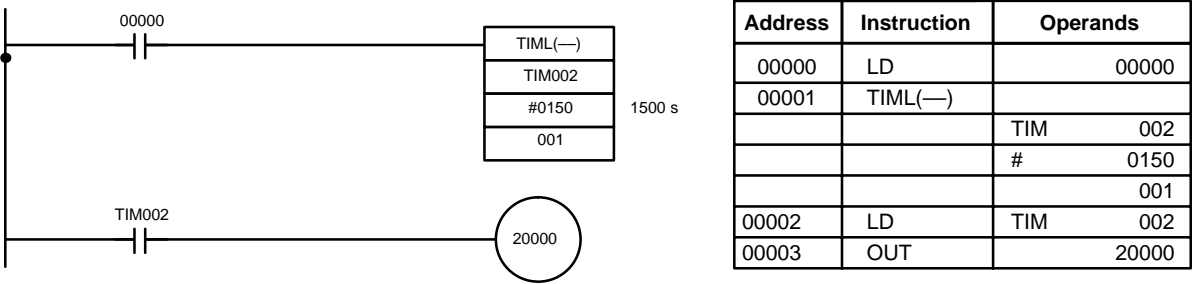 00000
TIML(—)
TIM002
#0150 1500 s
001
TIM002
20000
Address Instruction Operands
00000 LD 00000
00001 TIML(—)
TIM 002
# 0150
001
00002 LD TIM 002
00003 OUT 20000